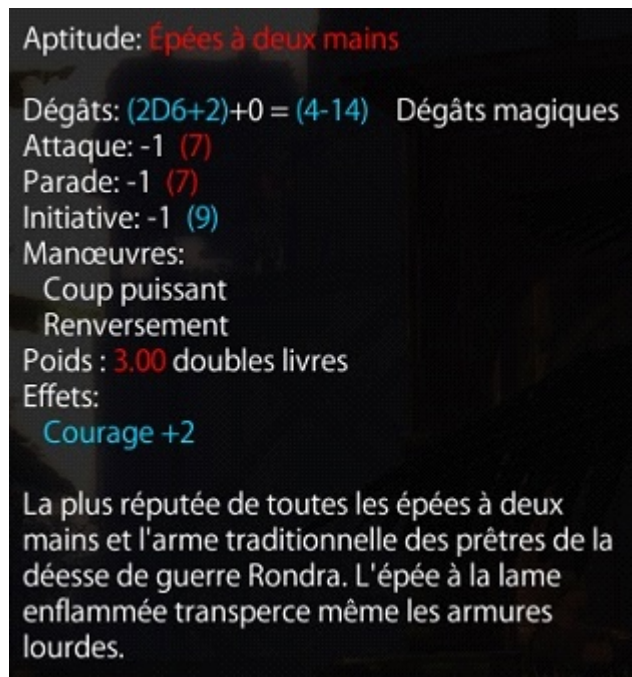 Aptitude: Épées à deux mains
Dégâts: (2D6+2)+0 = (4-14) Dégâts magiques
Attaque: -1 (7)
Parade: -1 (7)
Initiative: -1 (9)
Manœuvres:
Coup puissant
Renversement
Poids : 3.00 doubles livres
Effets:
Courage +2
La plus réputée de toutes les épées à deux
mains et l'arme traditionnelle des prêtres de la
déesse de guerre Rondra. L'épée à la lame
enflammée transperce même les armures
lourdes.